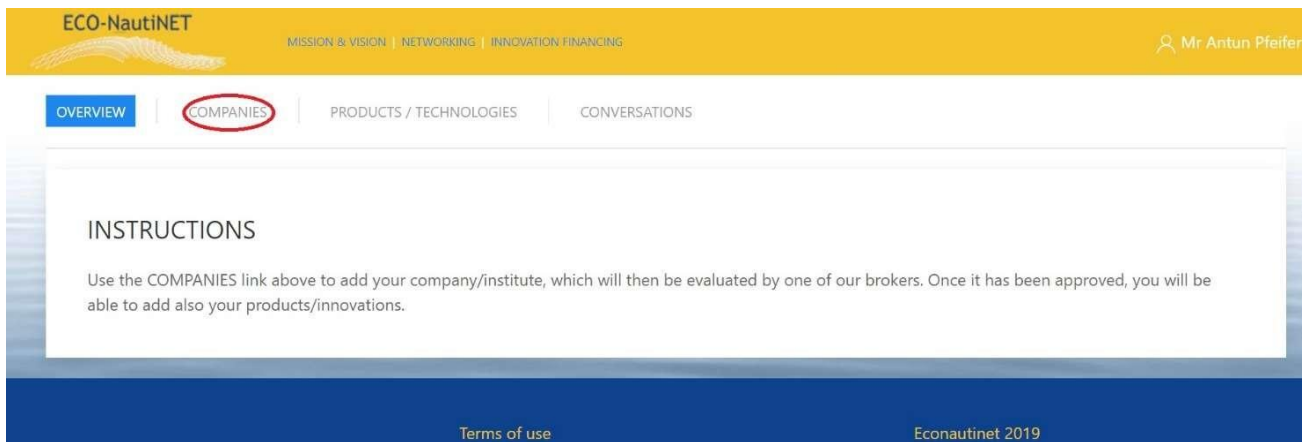 ECO-NautiNET
MISSION & VISION | NETWORKING | INNOVATION FINANCING
Mr Antun Pfeifer
OVERVIEW
COMPANIES
PRODUCTS / TECHNOLOGIES
CONVERSATIONS
INSTRUCTIONS
Use the COMPANIES link above to add your company/institute, which will then be evaluated by one of our brokers. Once it has been approved, you will be
able to add also your products/innovations.
Terms of use
Econautinet 2019